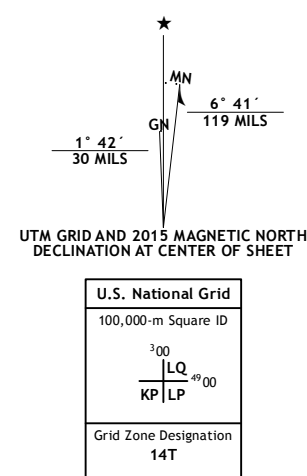 ★
MN
GN
6° 41´
119 MILS
1° 42´
30 MILS
UTM GRID AND 2015 MAGNETIC NORTH
DECLINATION AT CENTER OF SHEET
U.S. National Grid
100,000-m Square ID
³00
LQ
⁴⁹00
KP LP
Grid Zone Designation
14T